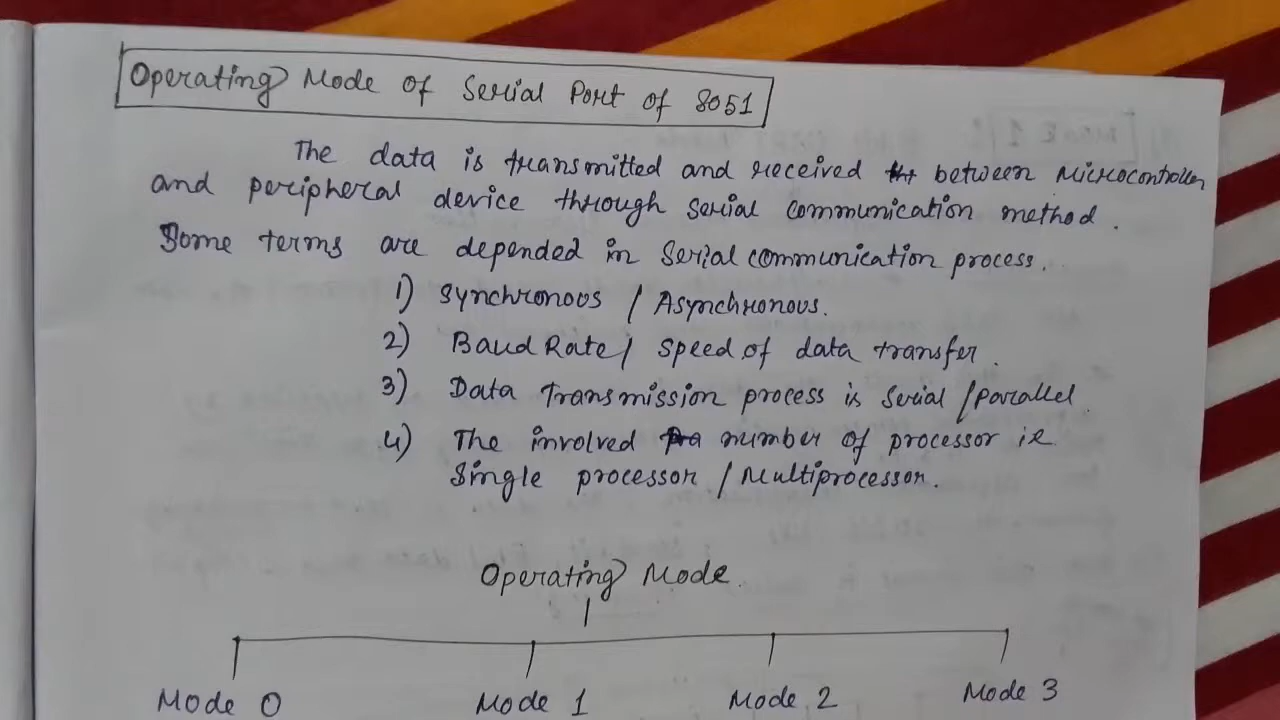 Operating Mode of Serial Port of 8051
The data is transmitted and received between Microcontroller
and peripheral device through serial communication method.
Some terms are depended in Serial communication process.
1) Synchronous / Asynchronous.
2) Baud Rate / Speed of data transfer.
3) Data Transmission process is Serial / Parallel
4) The involved number of processor ie
Single processor / Multiprocessor.
Operating Mode.
Mode 0 Mode 1 Mode 2 Mode 3